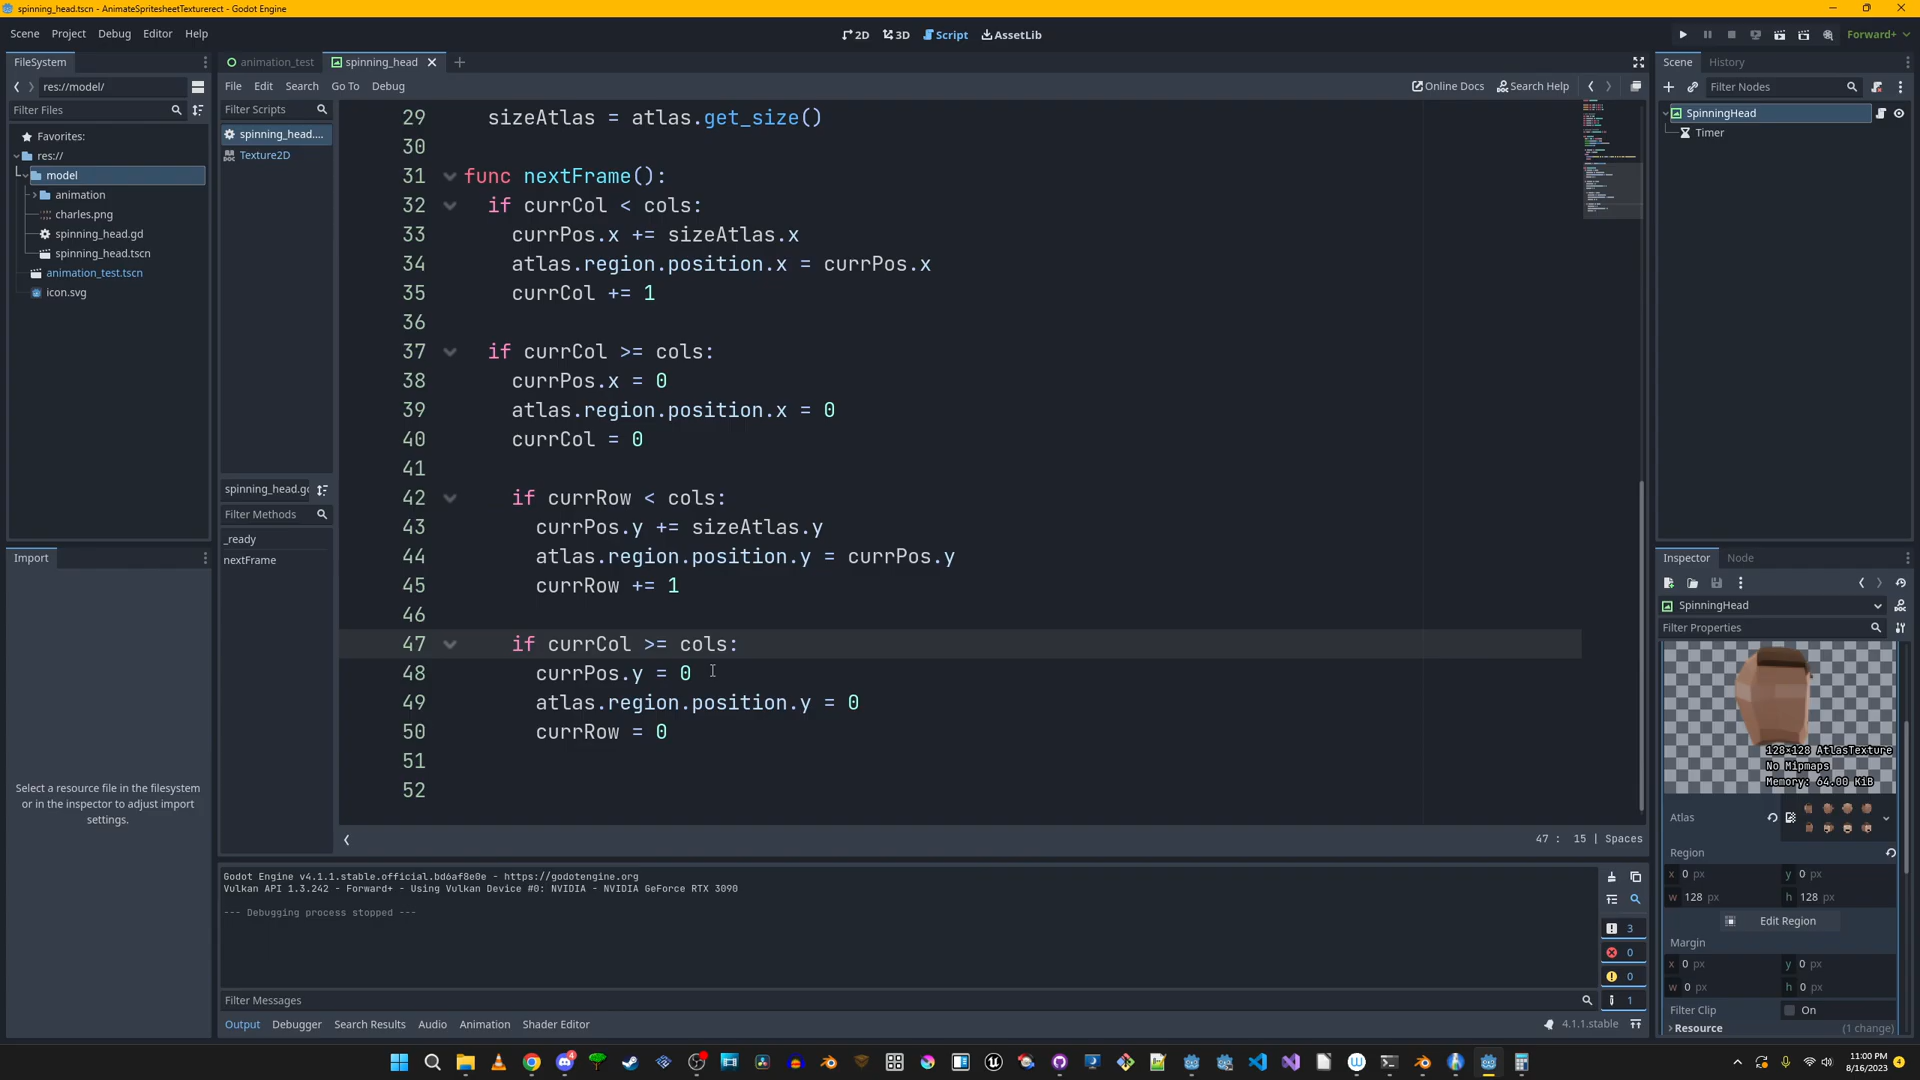 spinning_head.tscn - AnimateSpritesheetTexturerect - Godot Engine
Scene Project Debug Editor Help
2D 3D Script AssetLib
Forward+
FileSystem
animation_test spinning_head
Scene History
res://model/
File Edit Search Go To Debug
Online Docs Search Help
Filter Nodes
Filter Files
Filter Scripts
Favorites:
res://
model
animation
charles.png
spinning_head.gd
spinning_head.tscn
animation_test.tscn
icon.svg
spinning_head....
Texture2D
spinning_head.gd
Filter Methods
_ready
nextFrame
29 sizeAtlas = atlas.get_size()
30
31 func nextFrame():
32 if currCol < cols:
33 currPos.x += sizeAtlas.x
34 atlas.region.position.x = currPos.x
35 currCol += 1
36
37 if currCol >= cols:
38 currPos.x = 0
39 atlas.region.position.x = 0
40 currCol = 0
41
42 if currRow < cols:
43 currPos.y += sizeAtlas.y
44 atlas.region.position.y = currPos.y
45 currRow += 1
46
47 if currCol >= cols:
48 currPos.y = 0
49 atlas.region.position.y = 0
50 currRow = 0
51
52
47 : 15 | Spaces
SpinningHead
Timer
Import
Select a resource file in the filesystem
or in the inspector to adjust import
settings.
Godot Engine v4.1.1.stable.official.bd6af8e0e - https://godotengine.org
Vulkan API 1.3.242 - Forward+ - Using Vulkan Device #0: NVIDIA - NVIDIA GeForce RTX 3090
--- Debugging process stopped ---
3
0
0
1
Filter Messages
Output Debugger Search Results Audio Animation Shader Editor
4.1.1.stable
Inspector Node
SpinningHead
Filter Properties
128×128 AtlasTexture
No Mipmaps
Memory: 64.00 KiB
Atlas
Region
x 0 px y 0 px
w 128 px h 128 px
Edit Region
Margin
x 0 px y 0 px
w 0 px h 0 px
Filter Clip On
Resource (1 change)
11:00 PM
8/16/2023